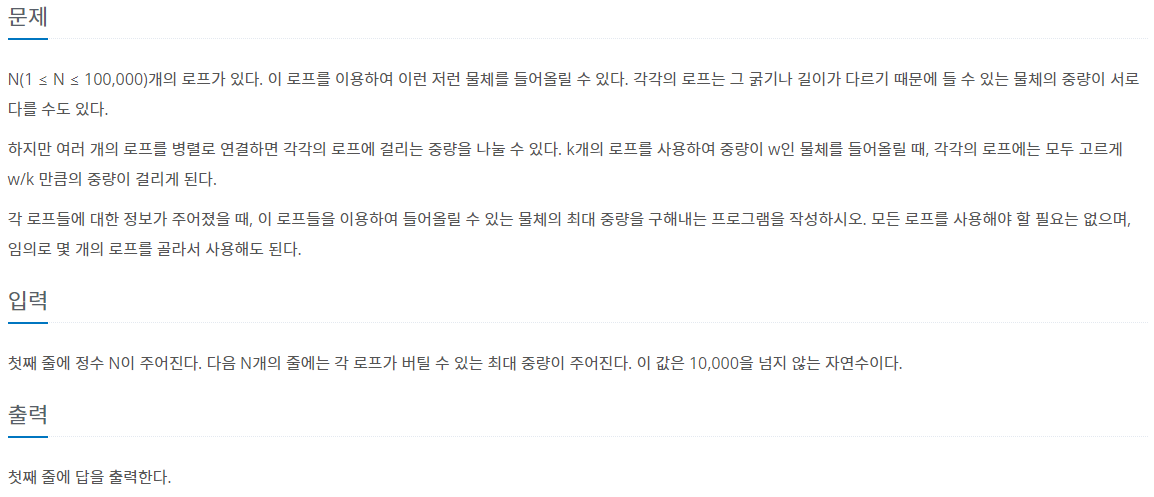 문제
N(1 ≤ N ≤ 100,000)개의 로프가 있다. 이 로프를 이용하여 이런 저런 물체를 들어올릴 수 있다. 각각의 로프는 그 굵기나 길이가 다르기 때문에 들 수 있는 물체의 중량이 서로
다를 수도 있다.
하지만 여러 개의 로프를 병렬로 연결하면 각각의 로프에 걸리는 중량을 나눌 수 있다. k개의 로프를 사용하여 중량이 w인 물체를 들어올릴 때, 각각의 로프에는 모두 고르게
w/k 만큼의 중량이 걸리게 된다.
각 로프들에 대한 정보가 주어졌을 때, 이 로프들을 이용하여 들어올릴 수 있는 물체의 최대 중량을 구해내는 프로그램을 작성하시오. 모든 로프를 사용해야 할 필요는 없으며,
임의로 몇 개의 로프를 골라서 사용해도 된다.
입력
첫째 줄에 정수 N이 주어진다. 다음 N개의 줄에는 각 로프가 버틸 수 있는 최대 중량이 주어진다. 이 값은 10,000을 넘지 않는 자연수이다.
출력
첫째 줄에 답을 출력한다.